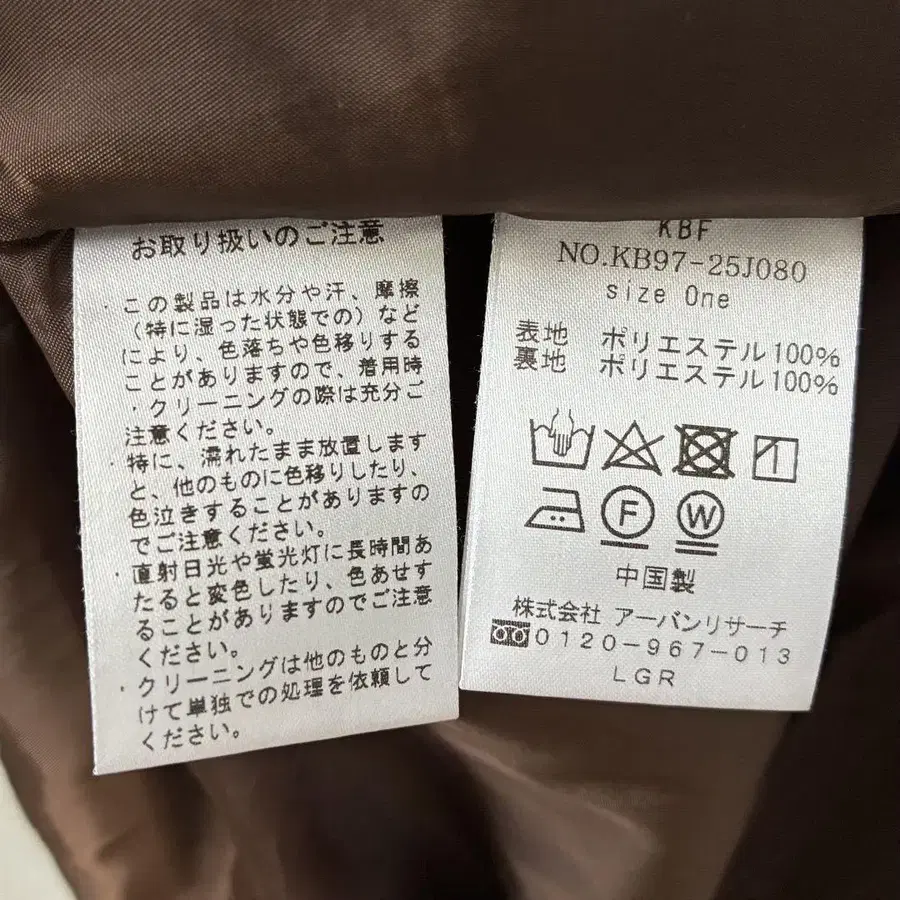 お取り扱いのご注意
・この製品は水分や汗、摩擦
（特に湿った状態での）など
により、色落ちや色移りする
ことがありますので、着用時
・クリーニングの際は充分ご
注意ください。
・特に、濡れたまま放置します
と、他のものに色移りしたり、
色泣きすることがありますの
でご注意ください。
・直射日光や蛍光灯に長時間あ
たると変色したり、色あせす
ることがありますのでご注意
ください。
・クリーニングは他のものと分
けて単独での処理を依頼して
ください。
KBF
NO.KB97-25J080
size One
表地 ポリエステル100%
裏地 ポリエステル100%
F
W
中国製
株式会社 アーバンリサーチ
0120-967-013
LGR